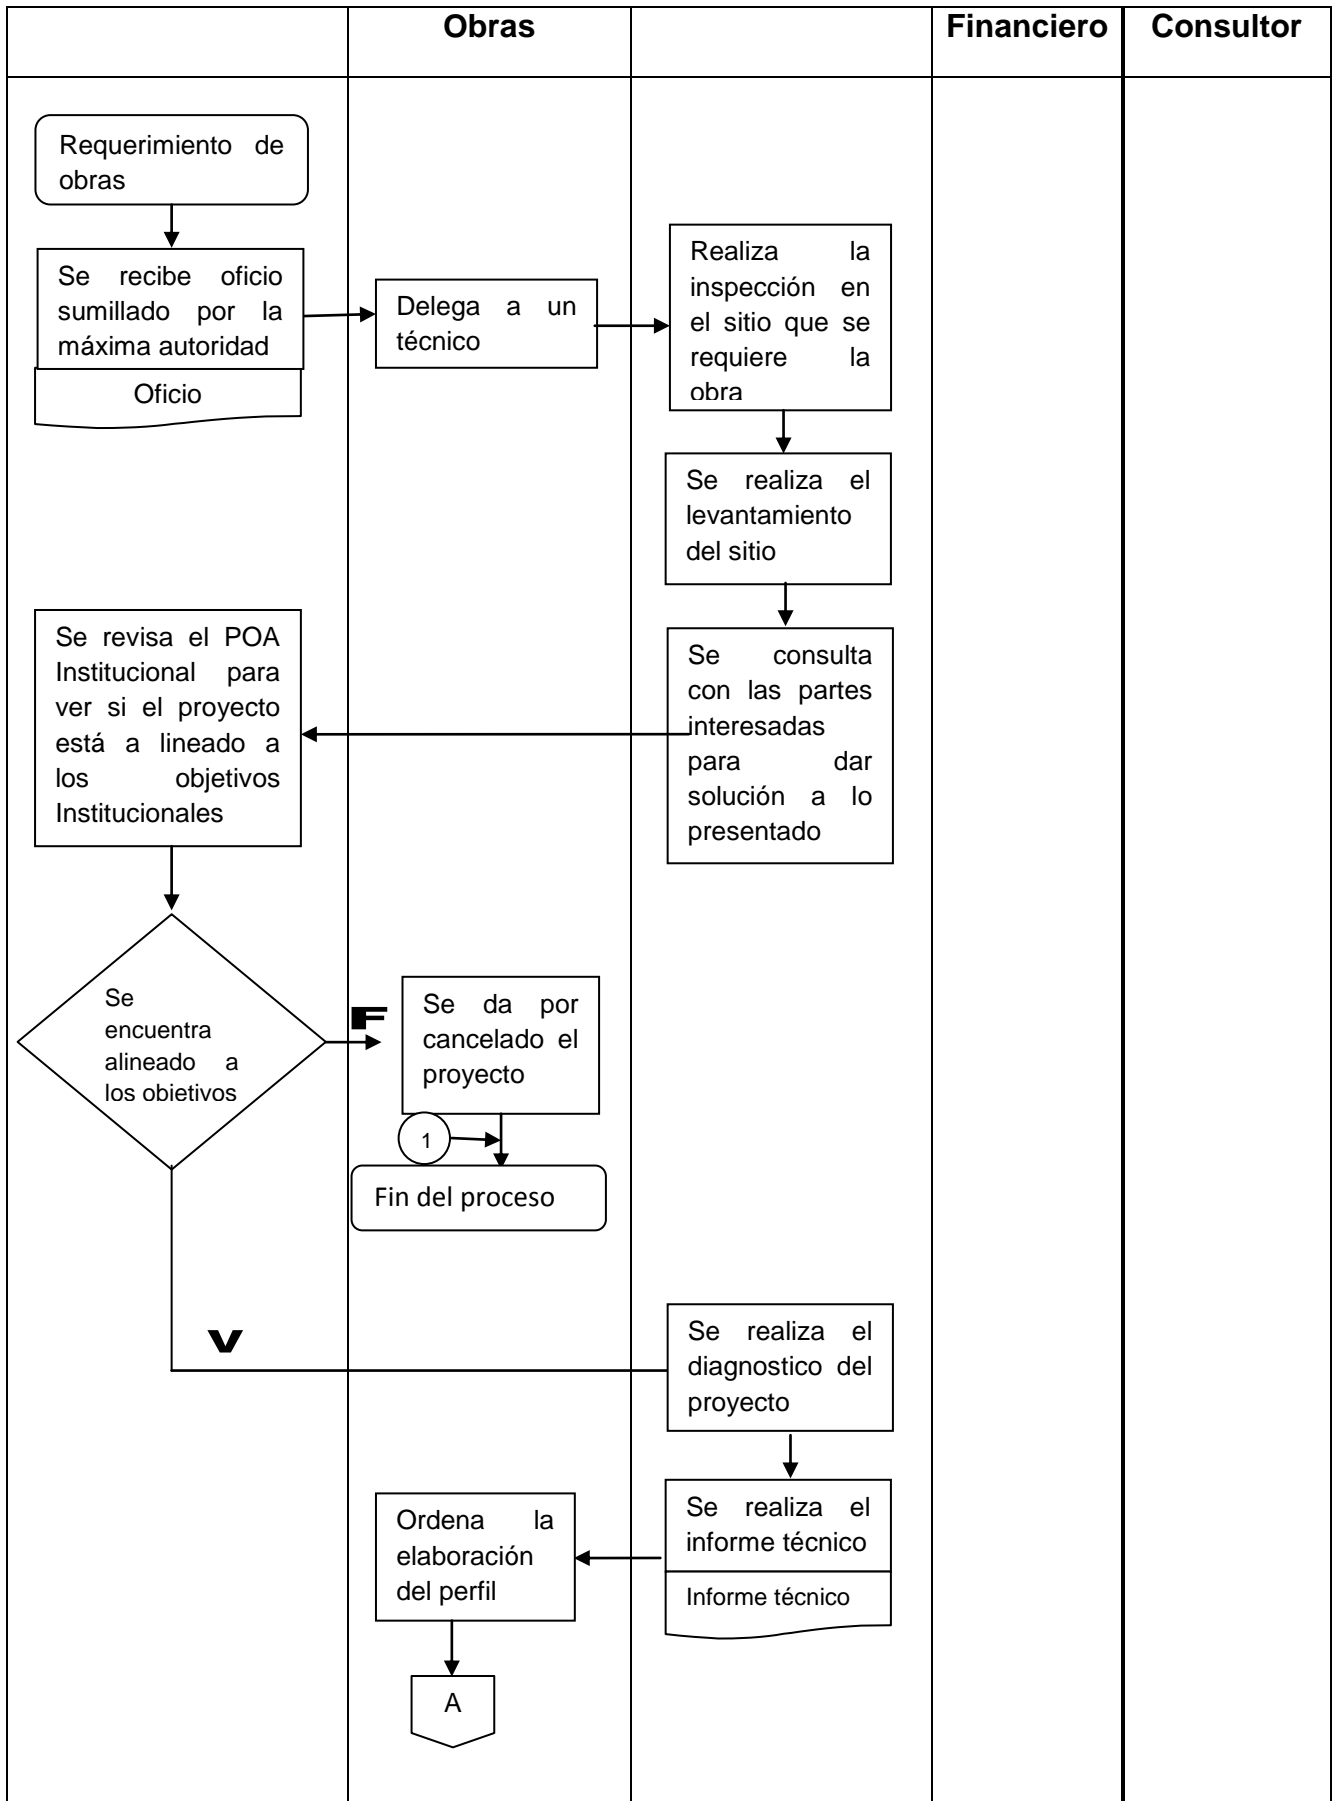 Obras
Financiero
Consultor
Requerimiento de
obras
Se recibe oficio
sumillado por la
máxima autoridad
Oficio
Delega a un
técnico
Realiza la
inspección en
el sitio que se
requiere la
obra
Se realiza el
levantamiento
del sitio
Se consulta
con las partes
interesadas
para dar
solución a lo
presentado
Se revisa el POA
Institucional para
ver si el proyecto
está a lineado a
los objetivos
Institucionales
Se
encuentra
alineado a
los objetivos
F
Se da por
cancelado el
proyecto
1
Fin del proceso
V
Se realiza el
diagnostico del
proyecto
Se realiza el
informe técnico
Informe técnico
Ordena la
elaboración
del perfil
A